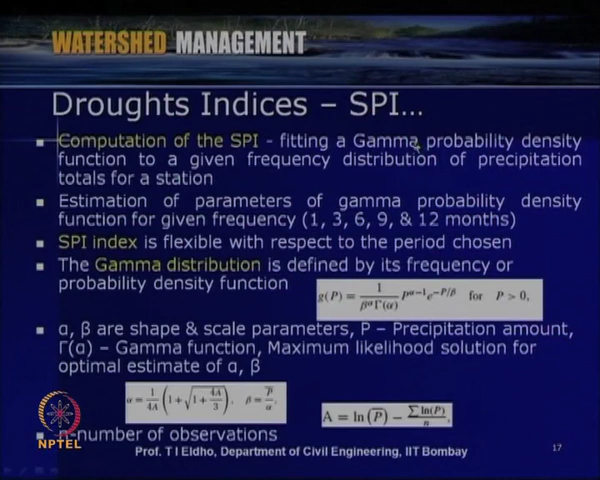 WATERSHED MANAGEMENT
Droughts Indices – SPI...
▪ Computation of the SPI - fitting a Gamma probability density
function to a given frequency distribution of precipitation
totals for a station
▪ Estimation of parameters of gamma probability density
function for given frequency (1, 3, 6, 9, & 12 months)
▪ SPI index is flexible with respect to the period chosen
▪ The Gamma distribution is defined by its frequency or
probability density function
g(P) = 1/(β^α Γ(α)) P^(α−1) e^(−P/β) for P > 0,
▪ α, β are shape & scale parameters, P – Precipitation amount,
Γ(α) – Gamma function, Maximum likelihood solution for
optimal estimate of α, β
α = 1/4A (1 + √(1 + 4A/3)), β = P̅/α,
A = ln(P̅) − ∑ ln(P)/n,
▪ n-number of observations
NPTEL
Prof. T I Eldho, Department of Civil Engineering, IIT Bombay
17